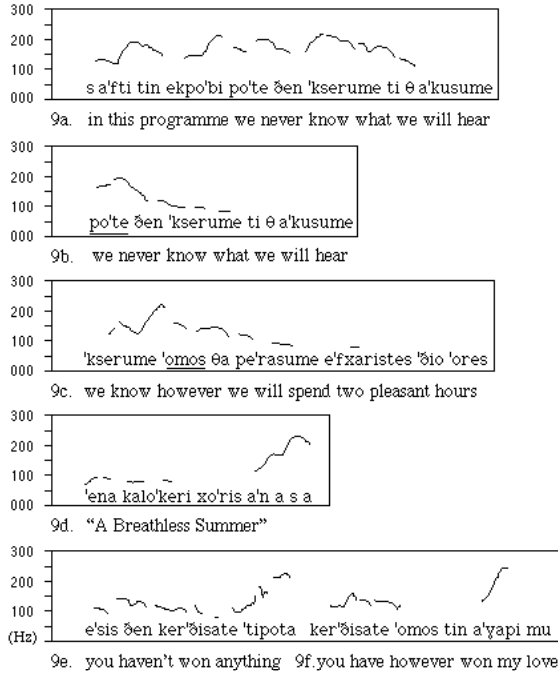 300
200
100
000
s a'fti tin ekpo'bi po'te ðen 'kserume ti θ a'kusume
9a. in this programme we never know what we will hear
300
200
100
000
po'te ðen 'kserume ti θ a'kusume
9b. we never know what we will hear
300
200
100
000
'kserume 'omos θa pe'rasume e'fxaristes 'ðio 'ores
9c. we know however we will spend two pleasant hours
300
200
100
000
'ena kalo'keri xo'ris a'n a s a
9d. “A Breathless Summer”
300
200
100
(Hz)
000
e'sis ðen ker'ðisate 'tipota ker'ðisate 'omos tin a'ɣapi mu
9e. you haven’t won anything 9f. you have however won my love